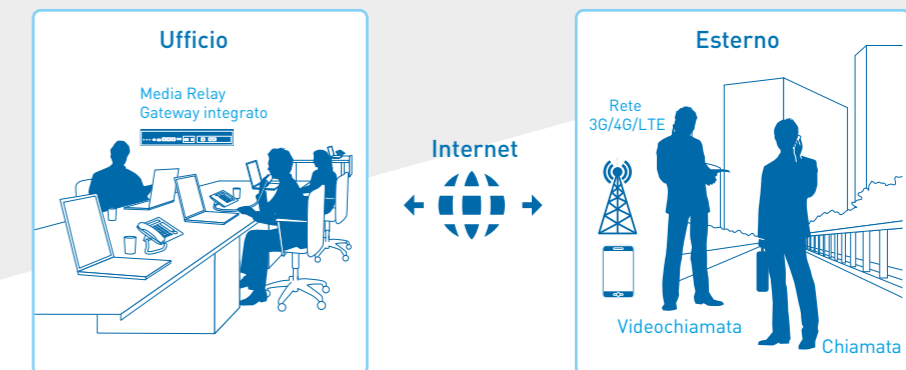 Ufficio
Media Relay
Gateway integrato
Internet
Esterno
Rete
3G/4G/LTE
Videochiamata
Chiamata